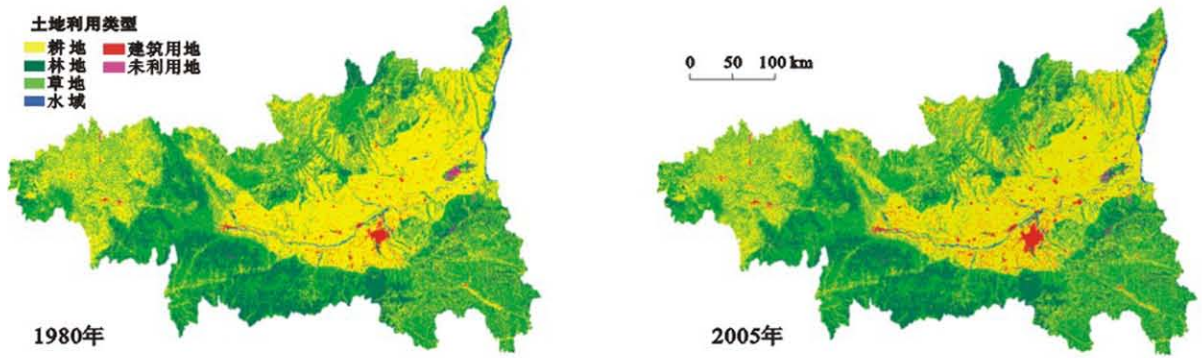 土地利用类型
耕地 建筑用地
林地 未利用地
草地
水域
1980年
0 50 100 km
2005年